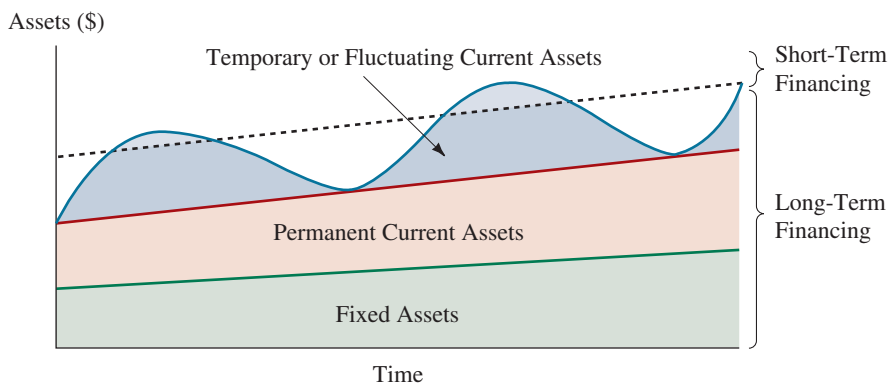 Assets ($)
Temporary or Fluctuating Current Assets
Short-Term
Financing
Long-Term
Financing
Permanent Current Assets
Fixed Assets
Time